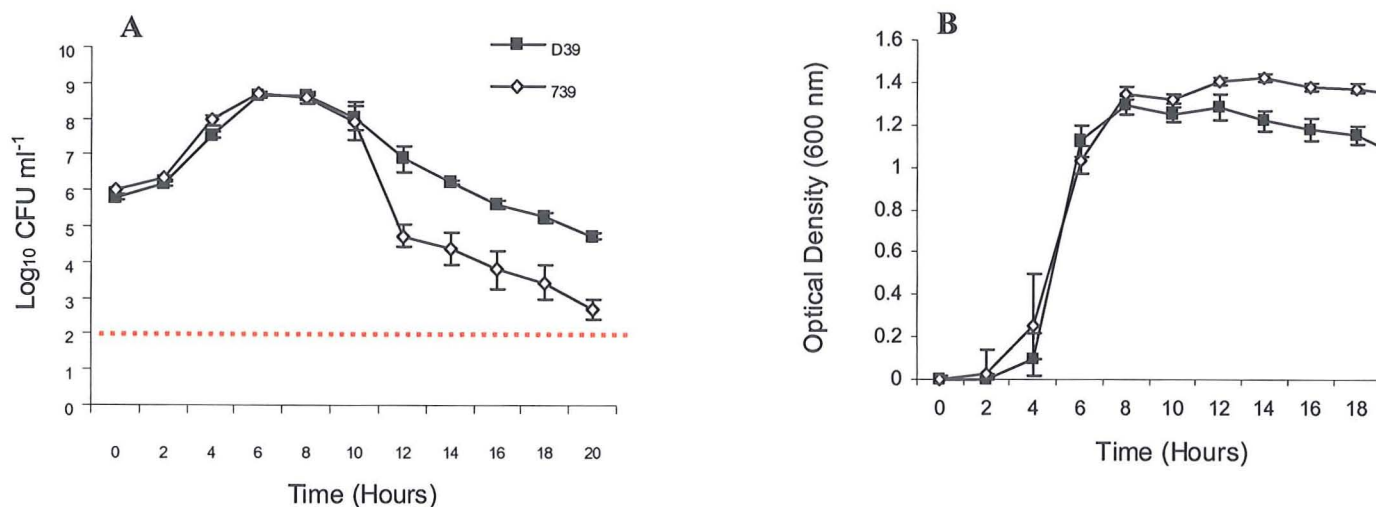 A
D39
739
Log10 CFU ml-1
10
9
8
7
6
5
4
3
2
1
0
0 2 4 6 8 10 12 14 16 18 20
Time (Hours)
B
Optical Density (600 nm)
1.6
1.4
1.2
1
0.8
0.6
0.4
0.2
0
0 2 4 6 8 10 12 14 16 18
Time (Hours)